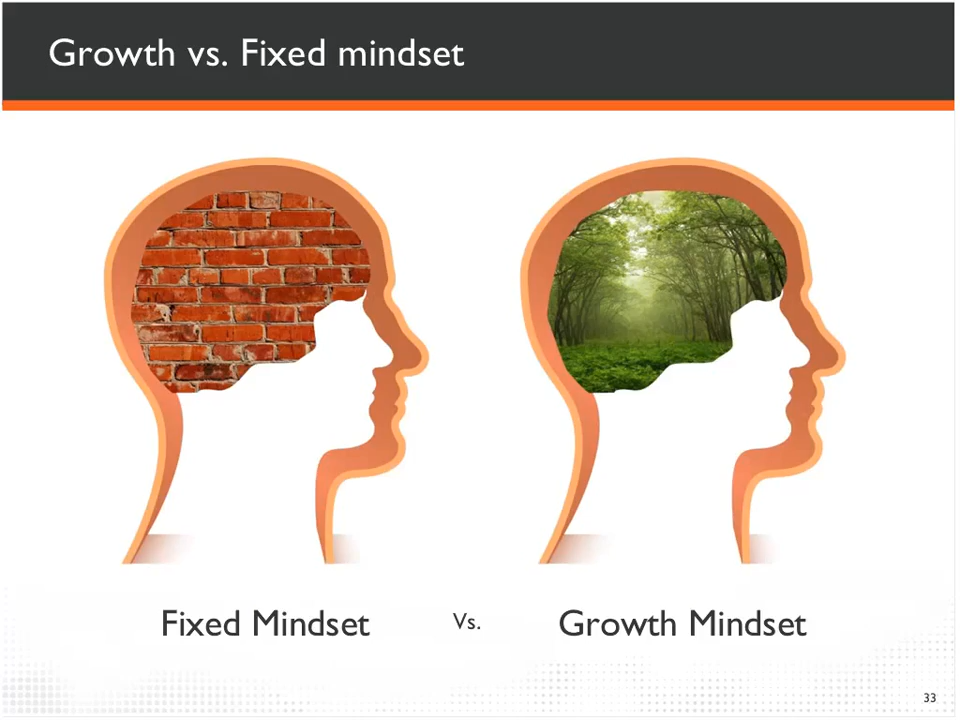 Growth vs. Fixed mindset
Fixed Mindset
Vs.
Growth Mindset
33